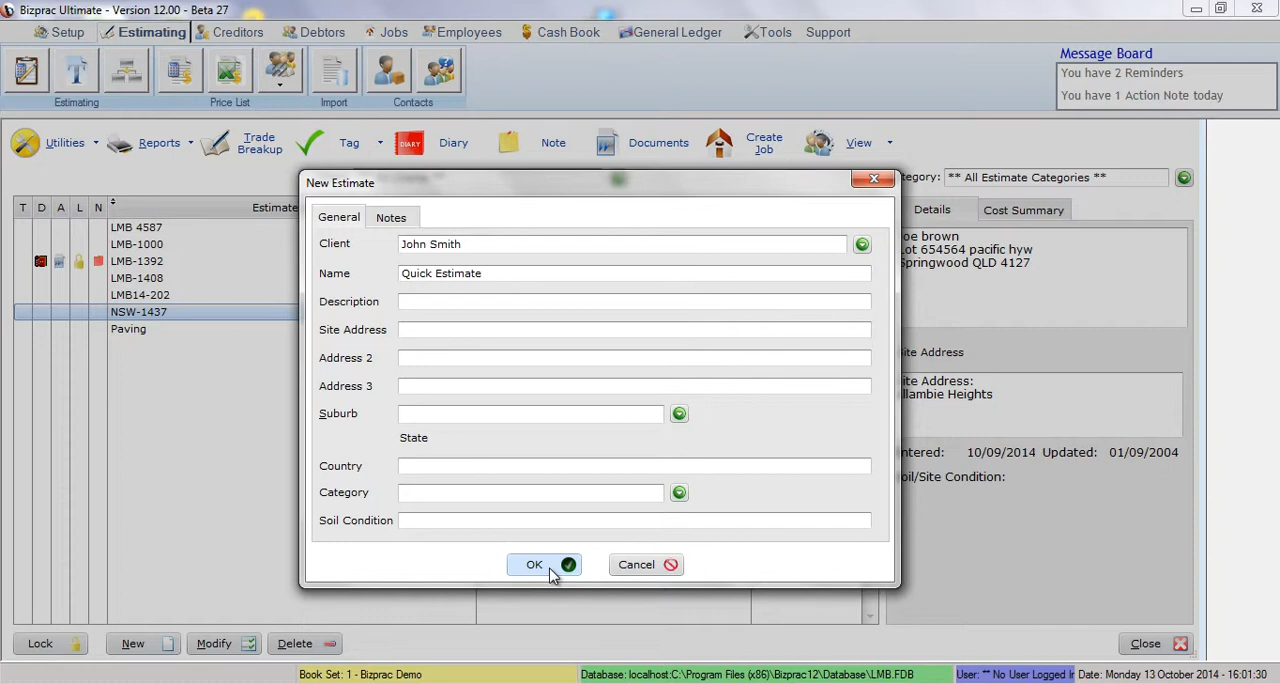 Bizprac Ultimate - Version 12.00 - Beta 27
Setup Estimating Creditors Debtors Jobs Employees Cash Book General Ledger Tools Support
Message Board
You have 2 Reminders
You have 1 Action Note today
Estimating Price List Import Contacts
Utilities Reports Trade Breakup Tag DIARY Diary Note Documents Create Job View
New Estimate
tegory: ** All Estimate Categories **
T D A L N Estimate
General Notes
Details Cost Summary
LMB 4587
LMB-1000
LMB-1392
LMB-1408
LMB14-202
NSW-1437
Paving
Client John Smith
Name Quick Estimate
Description
Site Address
Address 2
Address 3
Suburb
State
Country
Category
Soil Condition
OK Cancel
oe brown
ot 654564 pacific hyw
pringwood QLD 4127
ite Address
ite Address:
llambie Heights
ntered: 10/09/2014 Updated: 01/09/2004
oil/Site Condition:
Lock New Modify Delete Close
Book Set: 1 - Bizprac Demo Database: localhost:C:\Program Files (x86)\Bizprac12\Database\LMB.FDB User: ** No User Logged Ir Date: Monday 13 October 2014 - 16:01:30